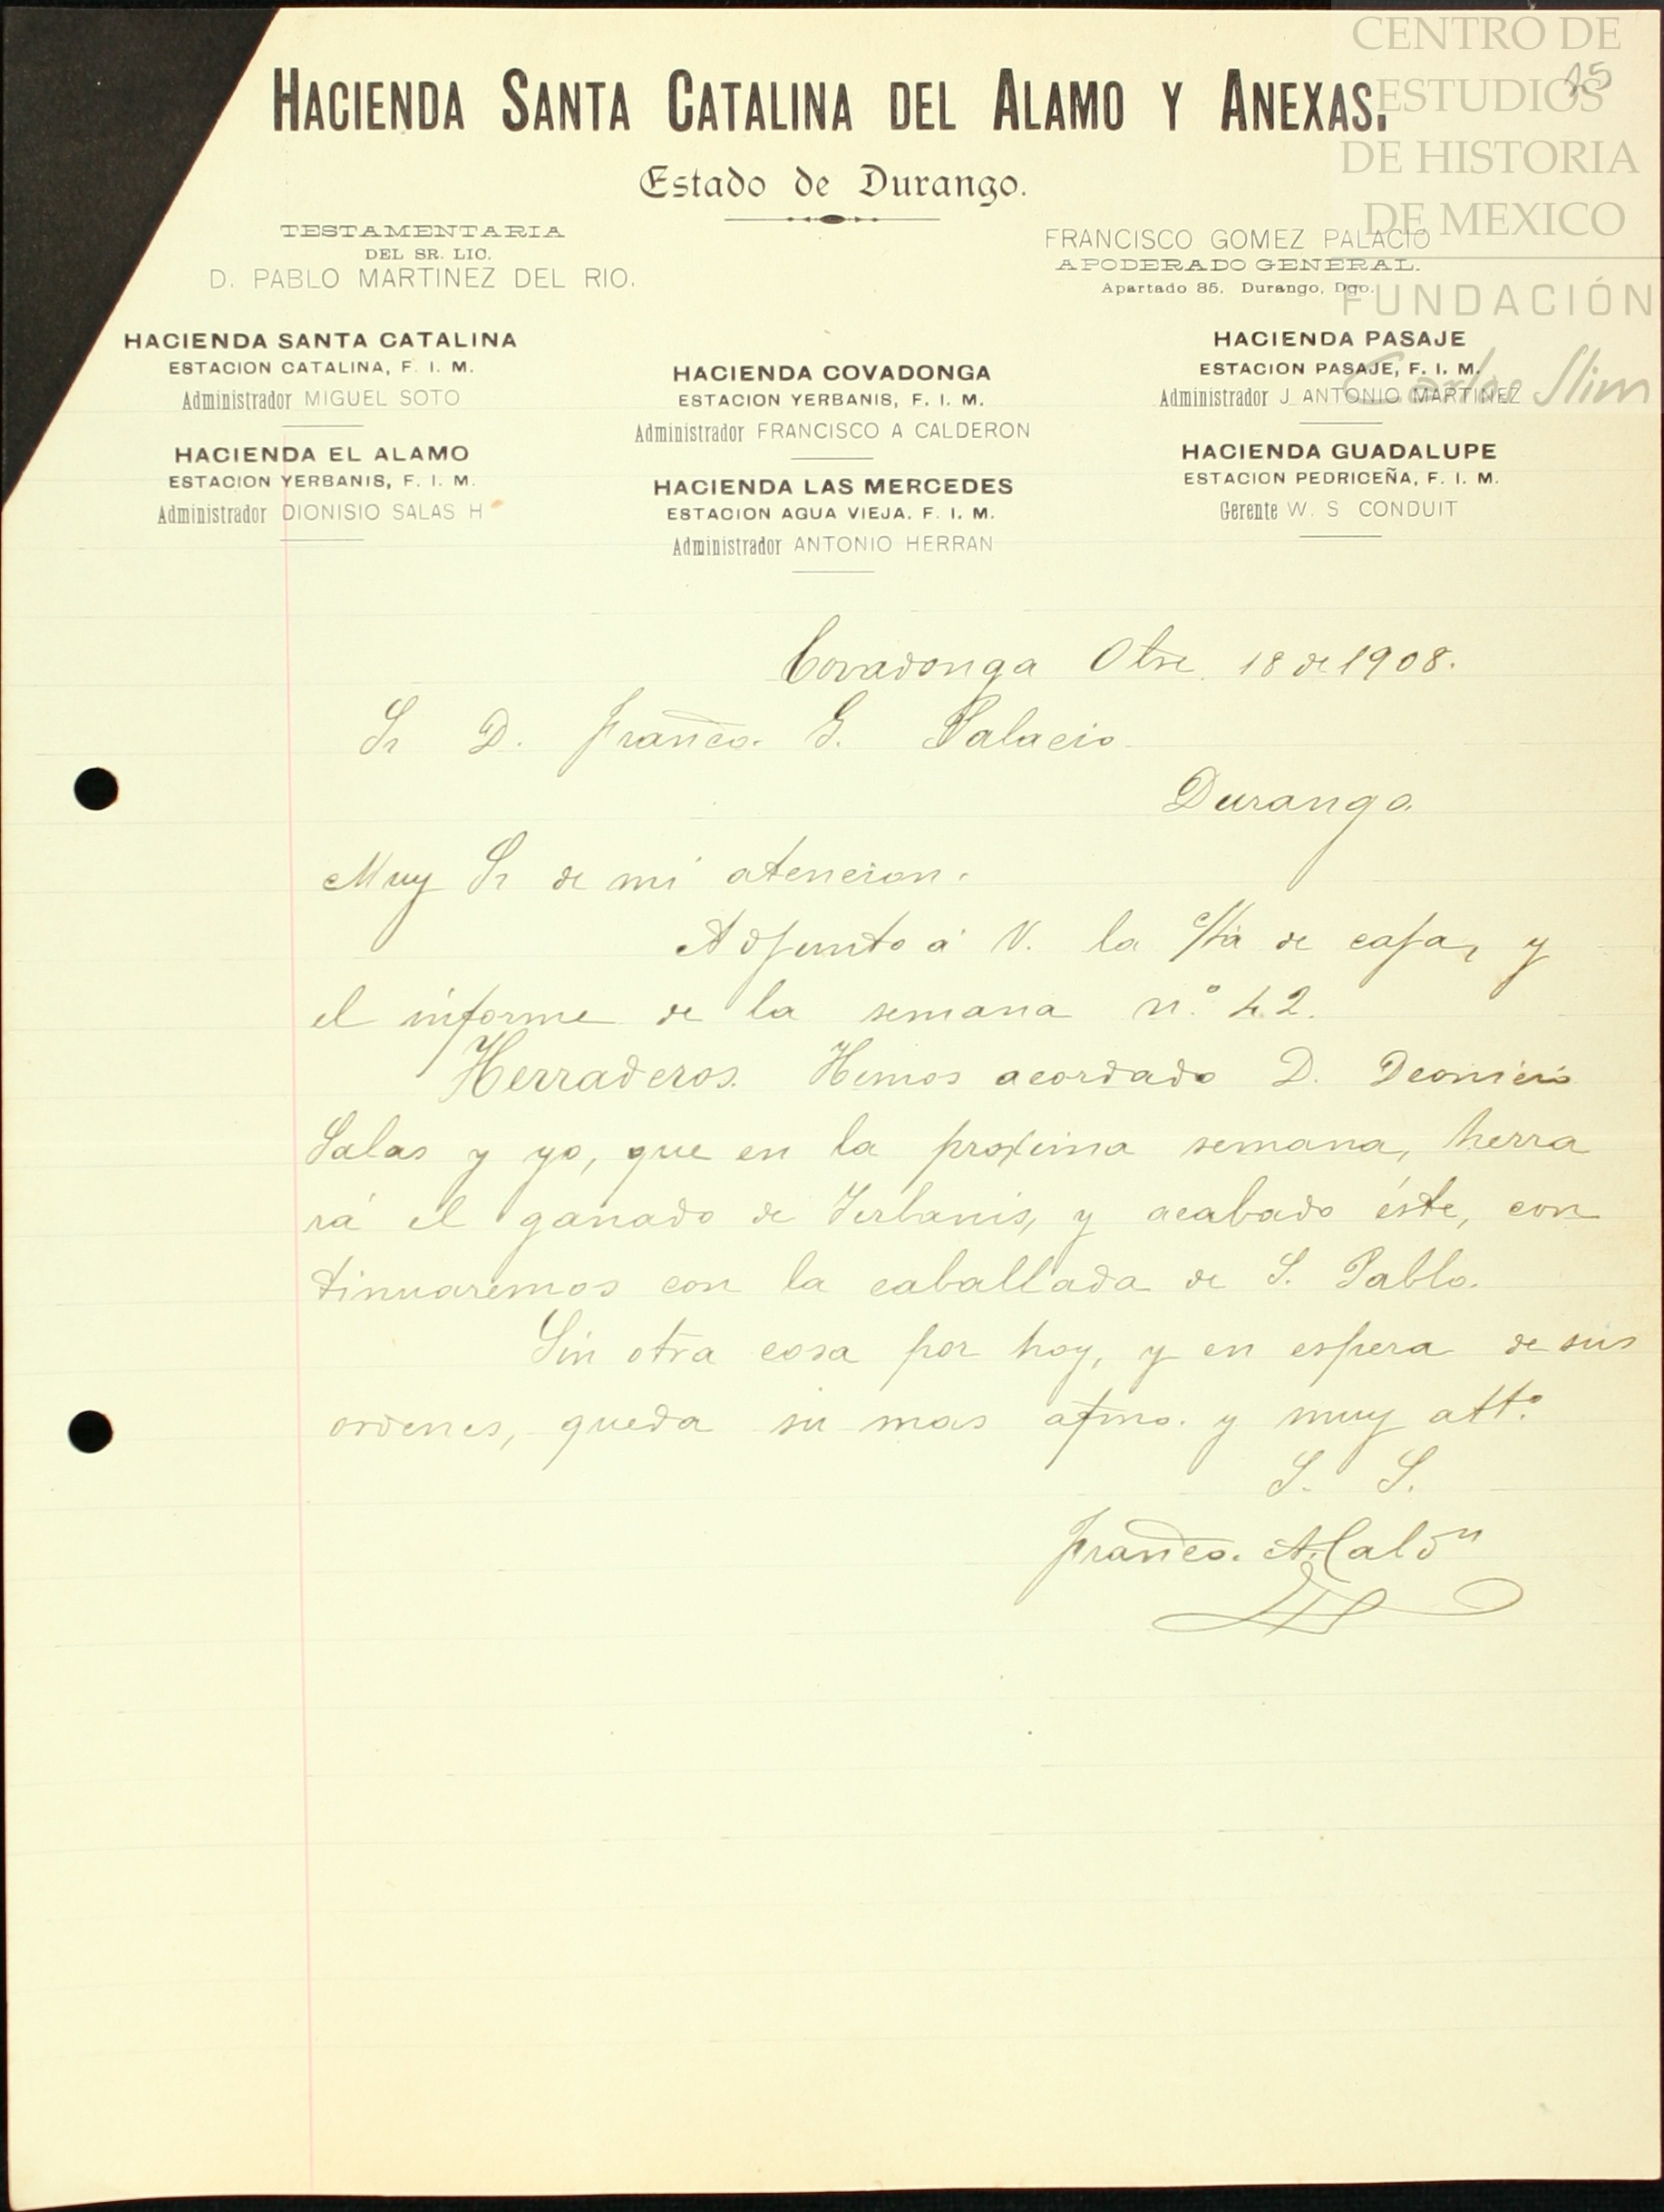 CENTRO DE
ESTUDIOS
DE HISTORIA
DE MEXICO
FUNDACIÓN
Carlos Slim
15
HACIENDA SANTA CATALINA DEL ALAMO Y ANEXAS.
Estado de Durango.
TESTAMENTARIA
DEL SR. LIC.
D. PABLO MARTINEZ DEL RIO.
FRANCISCO GOMEZ PALACIO
APODERADO GENERAL.
Apartado 85. Durango, Dgo.
HACIENDA SANTA CATALINA
ESTACION CATALINA, F. I. M.
Administrador MIGUEL SOTO
HACIENDA EL ALAMO
ESTACION YERBANIS, F. I. M.
Administrador DIONISIO SALAS H
HACIENDA COVADONGA
ESTACION YERBANIS, F. I. M.
Administrador FRANCISCO A CALDERON
HACIENDA LAS MERCEDES
ESTACION AGUA VIEJA. F. I. M.
Administrador ANTONIO HERRAN
HACIENDA PASAJE
ESTACION PASAJE, F. I. M.
Administrador J ANTONIO MARTINEZ
HACIENDA GUADALUPE
ESTACION PEDRICEÑA, F. I. M.
Gerente W. S CONDUIT
Covadonga Otre 18 de 1908.
Sr D. Franco. G. Palacio.
Durango.
Muy Sr de mi atencion.
Adjunto á V. la c/ta de caja, y
el informe de la semana n.º 42.
Herraderos. Hemos acordado D. Deonicio
Salas y yo, que en la proxima semana, herra
rá el ganado de Yerbanis, y acabado éste, con
tinuaremos con la caballada de S. Pablo.
Sin otra cosa por hoy, y en espera de sus
ordenes, queda su mas afmo. y muy att.º
S. S.
Franco. A. Calón